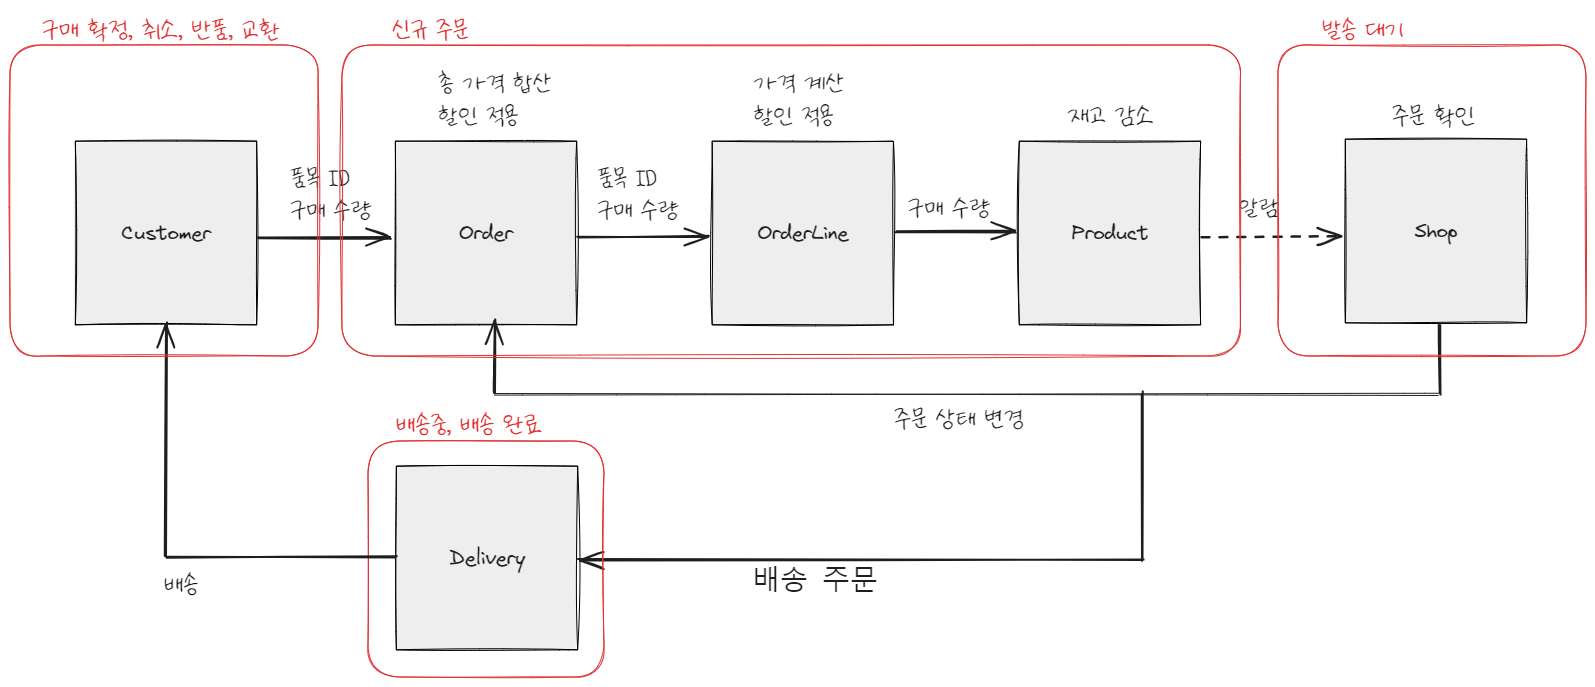 구매 확정, 취소, 반품, 교환
신규 주문
발송 대기
총 가격 합산
할인 적용
가격 계산
할인 적용
재고 감소
주문 확인
품목 ID
구매 수량
품목 ID
구매 수량
구매 수량
알람
Customer
Order
OrderLine
Product
Shop
주문 상태 변경
배송중, 배송 완료
Delivery
배송
배송 주문